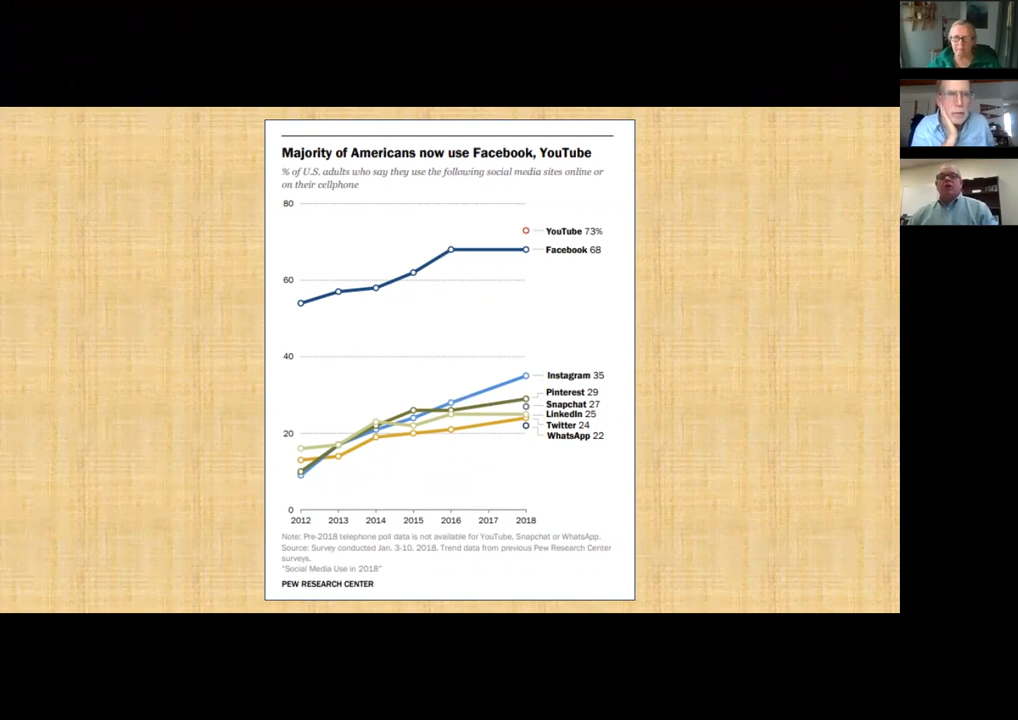 Majority of Americans now use Facebook, YouTube
% of U.S. adults who say they use the following social media sites online or
on their cellphone
80
60
40
20
0
YouTube 73%
Facebook 68
Instagram 35
Pinterest 29
Snapchat 27
LinkedIn 25
Twitter 24
WhatsApp 22
2012 2013 2014 2015 2016 2017 2018
Note: Pre-2018 telephone poll data is not available for YouTube, Snapchat or WhatsApp.
Source: Survey conducted Jan. 3-10, 2018. Trend data from previous Pew Research Center
surveys.
"Social Media Use in 2018"
PEW RESEARCH CENTER